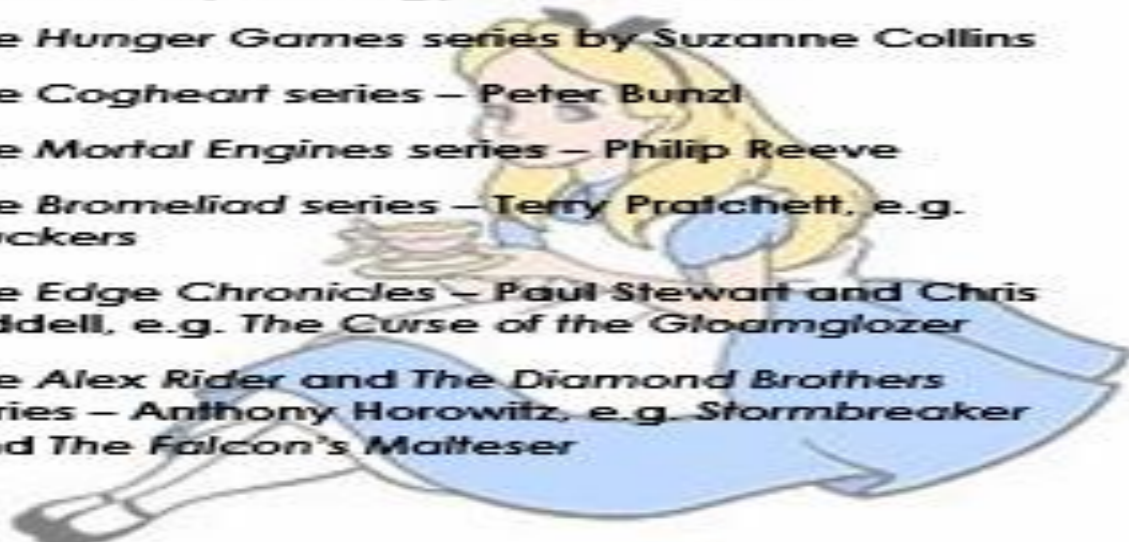 e Hunger Games series by Suzanne Collins
e Cogheart series – Peter Bunzl
e Mortal Engines series – Philip Reeve
e Bromeliad series – Terry Pratchett, e.g.
uckers
e Edge Chronicles – Paul Stewart and Chris
ddell, e.g. The Curse of the Gloamglozer
e Alex Rider and The Diamond Brothers
ries – Anthony Horowitz, e.g. Stormbreaker
nd The Falcon's Malteser